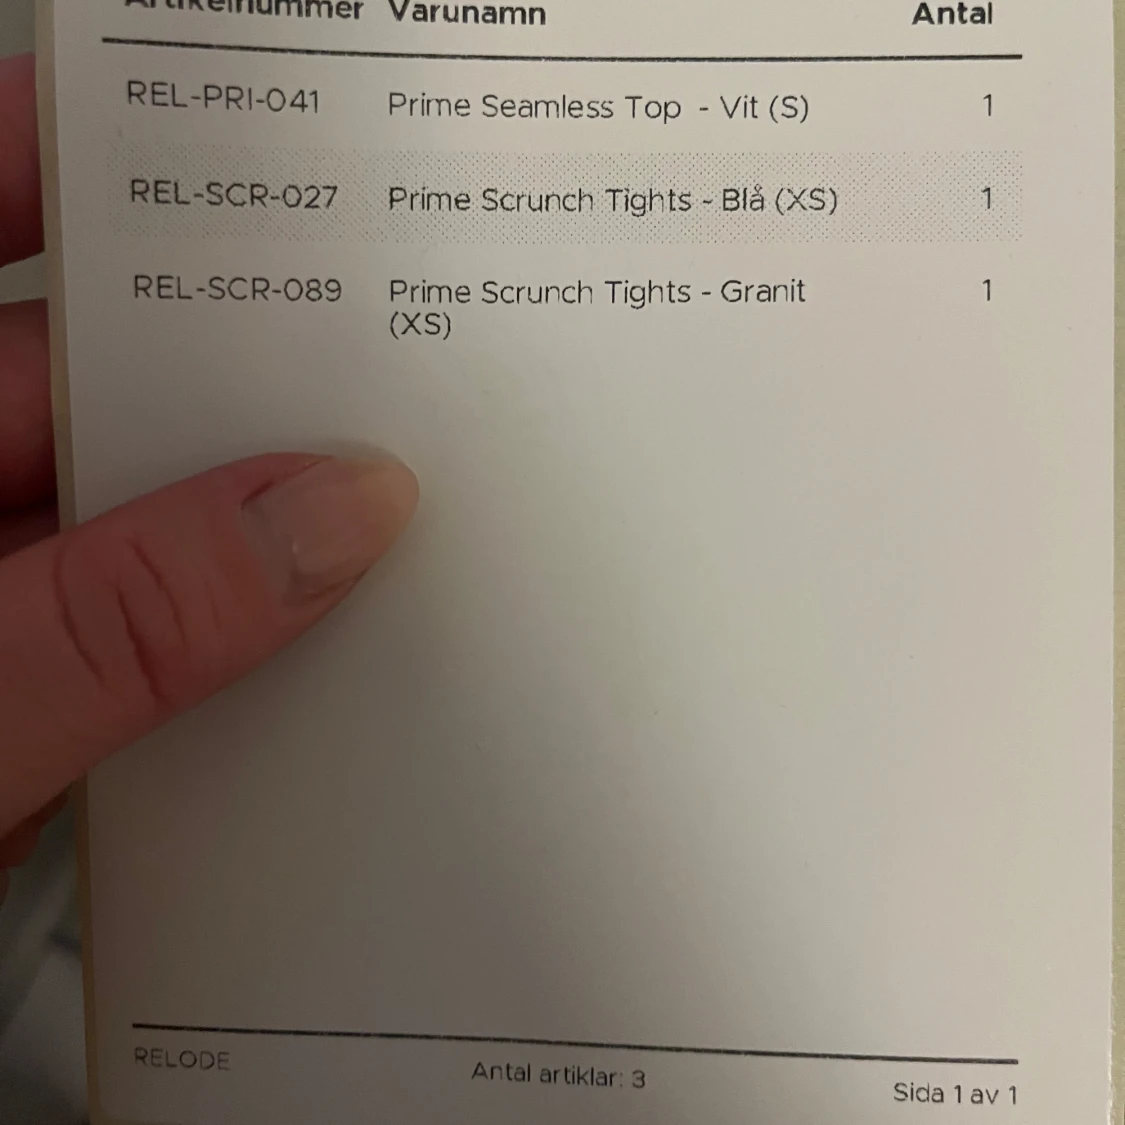 Artikelnummer Varunamn Antal
REL-PRI-041 Prime Seamless Top - Vit (S) 1
REL-SCR-027 Prime Scrunch Tights - Blå (XS) 1
REL-SCR-089 Prime Scrunch Tights - Granit 1
(XS)
RELODE Antal artiklar: 3 Sida 1 av 1